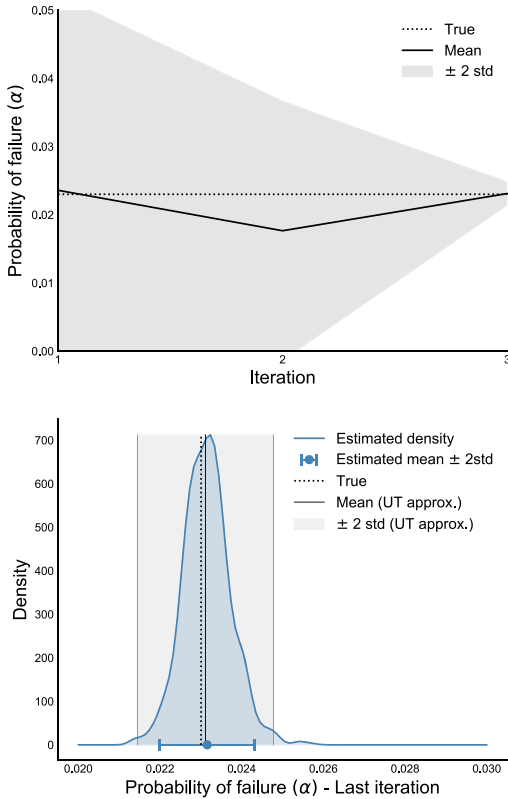 0.05
0.04
0.03
0.02
0.01
0.00
Probability of failure (α)
True
Mean
± 2 std
1
2
3
Iteration
700
600
500
400
300
200
100
0
Density
Estimated density
Estimated mean ± 2std
True
Mean (UT approx.)
± 2 std (UT approx.)
0.020
0.022
0.024
0.026
0.028
0.030
Probability of failure (α) - Last iteration